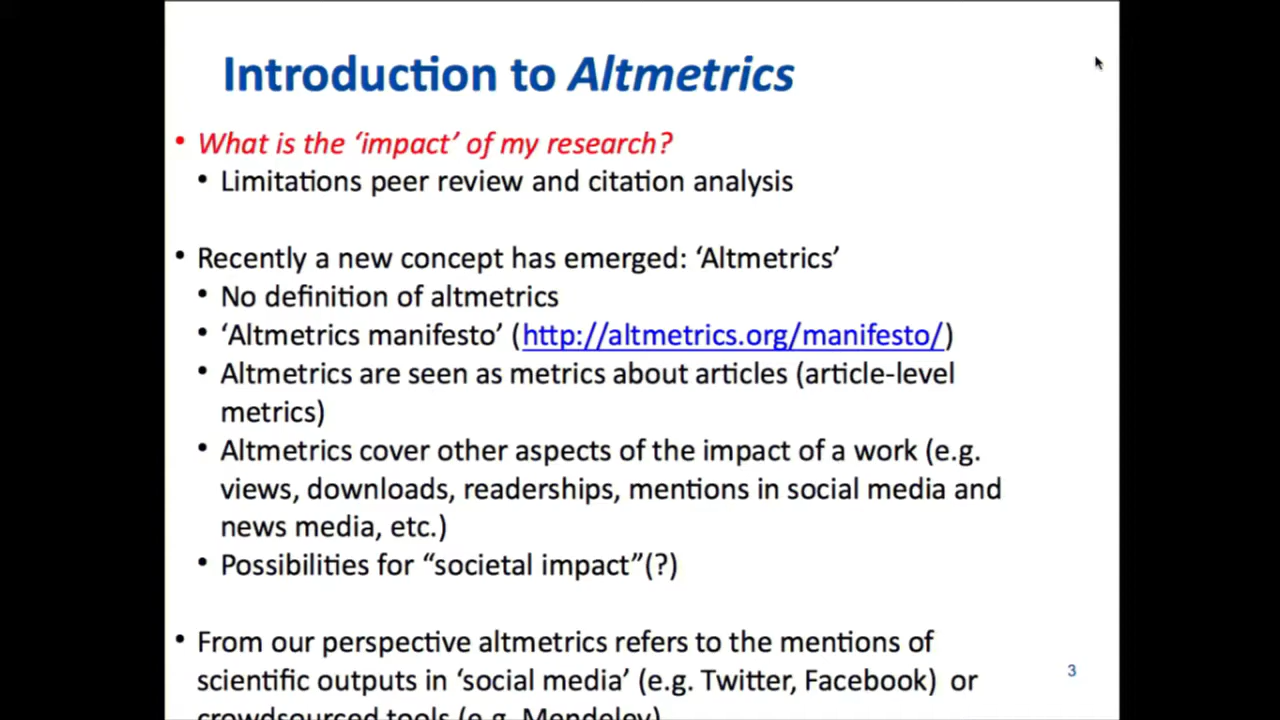 Introduction to Altmetrics
• What is the ‘impact’ of my research?
• Limitations peer review and citation analysis
• Recently a new concept has emerged: ‘Altmetrics’
• No definition of altmetrics
• ‘Altmetrics manifesto’ (http://altmetrics.org/manifesto/)
• Altmetrics are seen as metrics about articles (article-level
metrics)
• Altmetrics cover other aspects of the impact of a work (e.g.
views, downloads, readerships, mentions in social media and
news media, etc.)
• Possibilities for “societal impact”(?)
• From our perspective altmetrics refers to the mentions of
scientific outputs in ‘social media’ (e.g. Twitter, Facebook) or
crowdsourced tools (e.g. Mendeley)
3